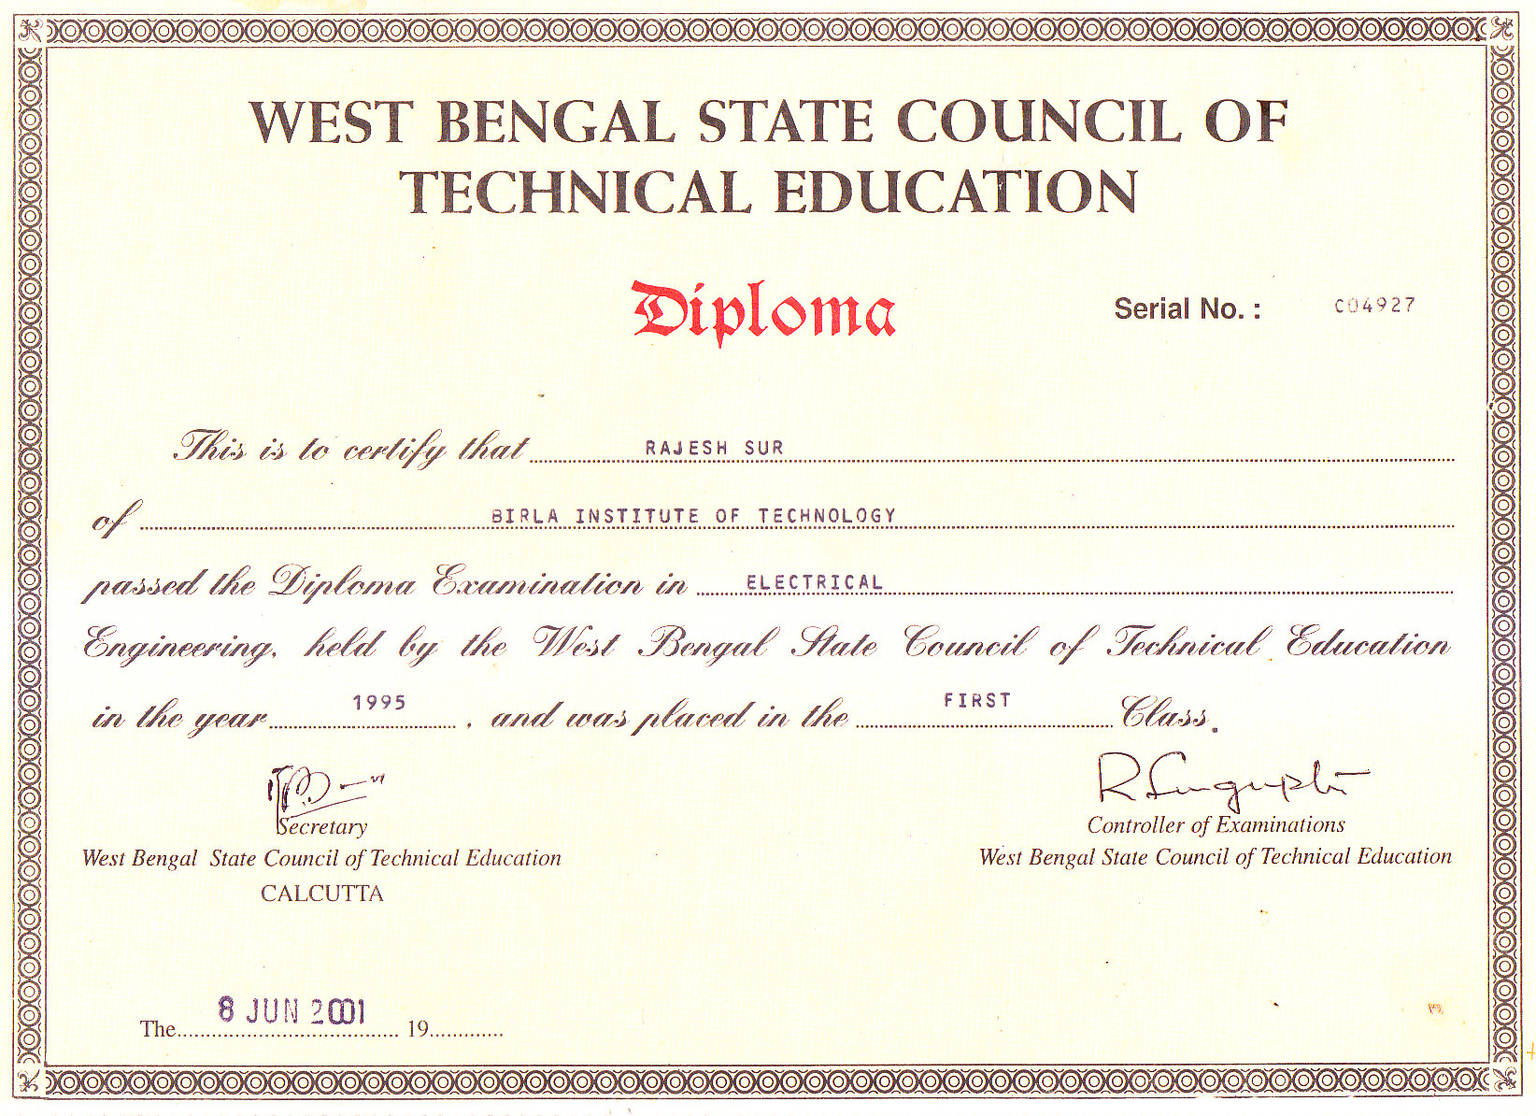 WEST BENGAL STATE COUNCIL OF
TECHNICAL EDUCATION
Diploma
Serial No. : C04927
This is to certify that RAJESH SUR
of BIRLA INSTITUTE OF TECHNOLOGY
passed the Diploma Examination in ELECTRICAL
Engineering, held by the West Bengal State Council of Technical Education
in the year 1995, and was placed in the FIRST Class.
R Sengupta
Secretary
Controller of Examinations
West Bengal State Council of Technical Education
West Bengal State Council of Technical Education
CALCUTTA
The 8 JUN 2001 19